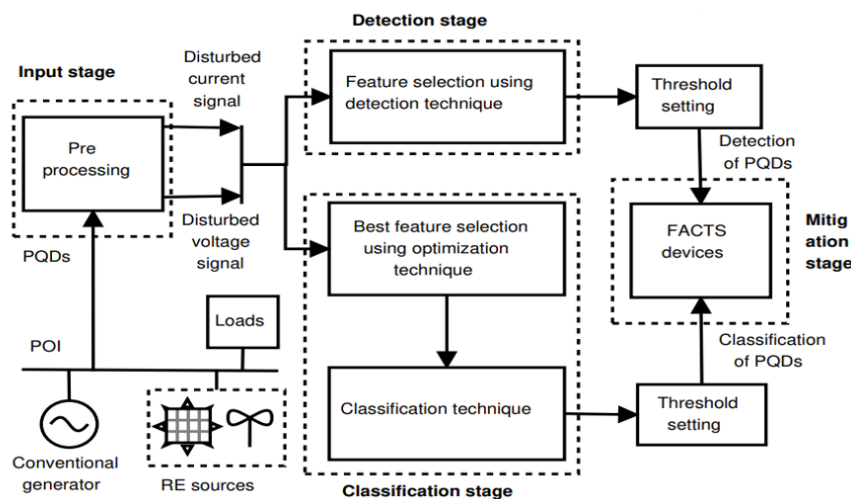 Detection stage
Input stage
Disturbed
current
signal
Feature selection using
detection technique
Threshold
setting
Pre
processing
Detection
of PQDs
Disturbed
voltage
signal
PQDs
Best feature selection
using optimization
technique
FACTS
devices
Mitig
ation
stage
Loads
POI
Classification
of PQDs
Classification technique
Threshold
setting
Conventional
generator
RE sources
Classification stage